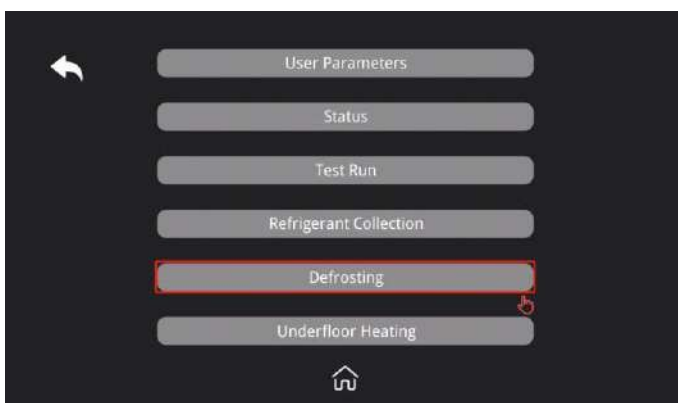 User Parameters
Status
Test Run
Refrigerant Collection
Defrosting
Underfloor Heating